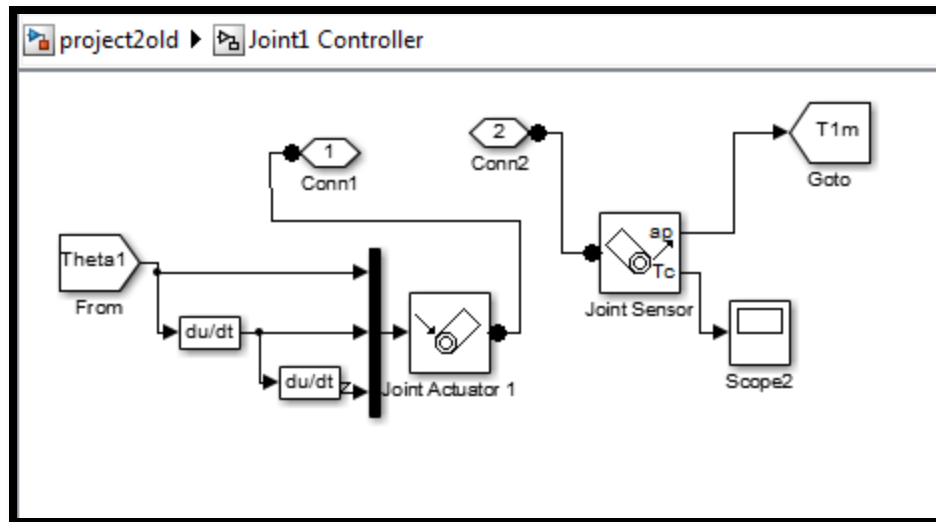 project2old Joint1 Controller
1
Conn1
2
Conn2
T1m
Goto
Theta1
From
du/dt
du/dt
z
Joint Actuator 1
ap
Tc
Joint Sensor
Scope2